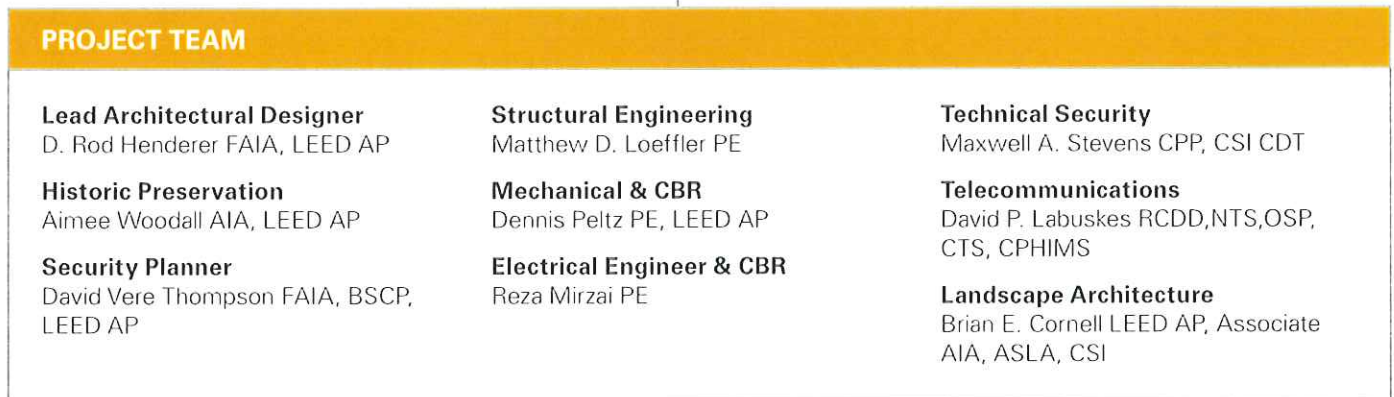 PROJECT TEAM
Lead Architectural Designer
D. Rod Henderer FAIA, LEED AP
Historic Preservation
Aimee Woodall AIA, LEED AP
Security Planner
David Vere Thompson FAIA, BSCP,
LEED AP
Structural Engineering
Matthew D. Loeffler PE
Mechanical & CBR
Dennis Peltz PE, LEED AP
Electrical Engineer & CBR
Reza Mirzai PE
Technical Security
Maxwell A. Stevens CPP, CSI CDT
Telecommunications
David P. Labuskes RCDD,NTS,OSP,
CTS, CPHIMS
Landscape Architecture
Brian E. Cornell LEED AP, Associate
AIA, ASLA, CSI